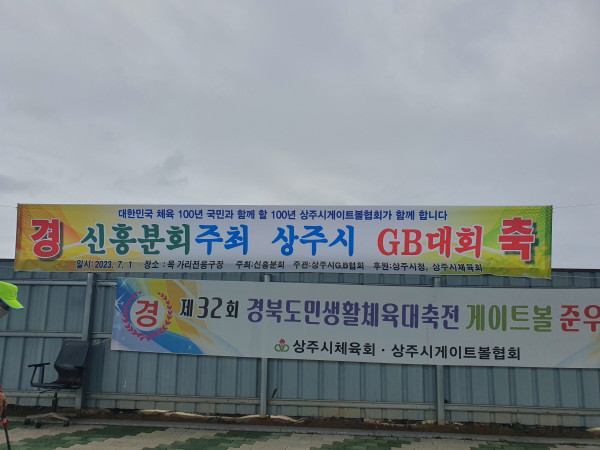 대한민국 체육 100년 국민과 함께 할 100년 상주시게이트볼협회가 함께 합니다
경 신흥분회주최 상주시 GB대회 축
일시:2023. 7. 1 장소 : 목가리전용구장 주최:신흥분회 주관:상주시G.B협회 후원:상주시청, 상주시체육회
경 제32회 경북도민생활체육대축전 게이트볼 준우
상주시체육회 · 상주시게이트볼협회